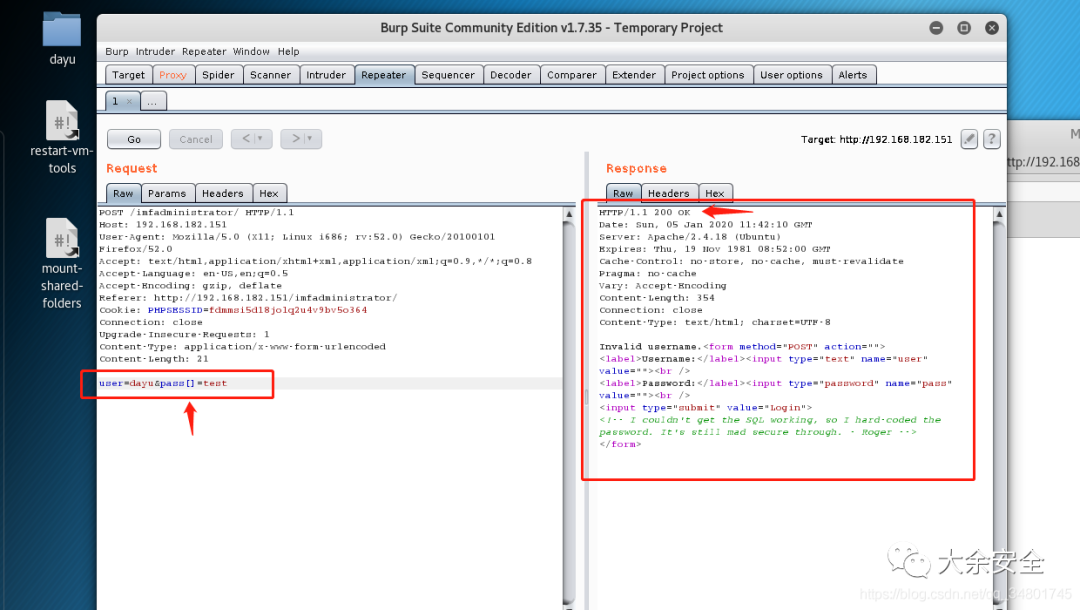 dayu
restart-vm-
tools
mount-
shared-
folders
Burp Suite Community Edition v1.7.35 - Temporary Project
Burp Intruder Repeater Window Help
Target Proxy Spider Scanner Intruder Repeater Sequencer Decoder Comparer Extender Project options User options Alerts
1 × ...
Go Cancel < > Target: http://192.168.182.151 ?
Request
Raw Params Headers Hex
POST /imfadministrator/ HTTP/1.1
Host: 192.168.182.151
User-Agent: Mozilla/5.0 (X11; Linux i686; rv:52.0) Gecko/20100101
Firefox/52.0
Accept: text/html,application/xhtml+xml,application/xml;q=0.9,*/*;q=0.8
Accept-Language: en-US,en;q=0.5
Accept-Encoding: gzip, deflate
Referer: http://192.168.182.151/imfadministrator/
Cookie: PHPSESSID=fdmmsi5d18jo1q2u4v9bv5o364
Connection: close
Upgrade-Insecure-Requests: 1
Content-Type: application/x-www-form-urlencoded
Content-Length: 21
user=dayu&pass[]=test
Response
Raw Headers Hex
HTTP/1.1 200 OK
Date: Sun, 05 Jan 2020 11:42:10 GMT
Server: Apache/2.4.18 (Ubuntu)
Expires: Thu, 19 Nov 1981 08:52:00 GMT
Cache-Control: no-store, no-cache, must-revalidate
Pragma: no-cache
Vary: Accept-Encoding
Content-Length: 354
Connection: close
Content-Type: text/html; charset=UTF-8
Invalid username.<form method="POST" action="">
<label>Username:</label><input type="text" name="user"
value=""><br />
<label>Password:</label><input type="password" name="pass"
value=""><br />
<input type="submit" value="Login">
<!-- I couldn't get the SQL working, so I hard-coded the
password. It's still mad secure through. - Roger -->
</form>
M
ttp://192.168
大余安全
https://blog.csdn.net/qq_34801745